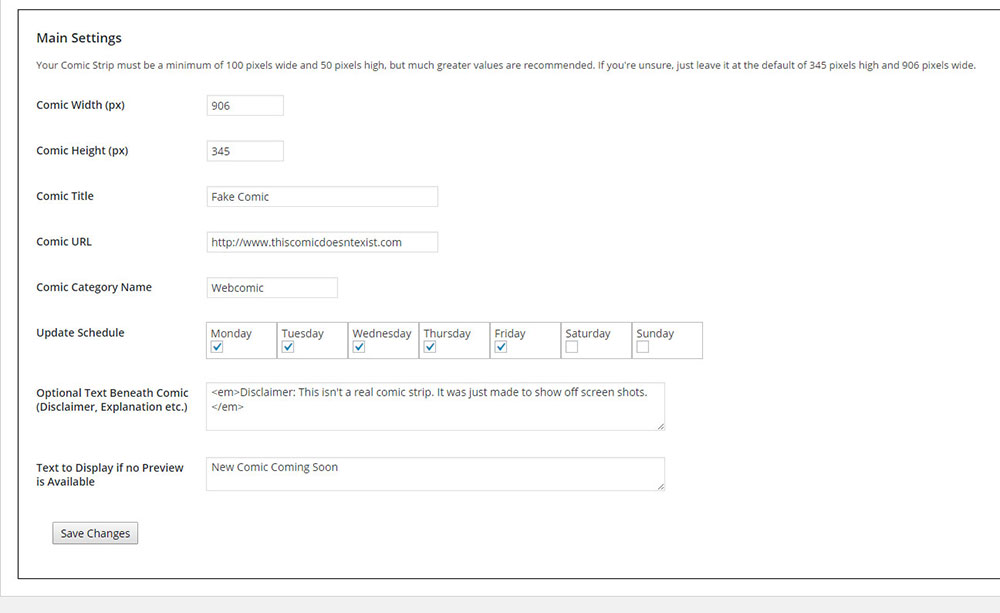 Main Settings
Your Comic Strip must be a minimum of 100 pixels wide and 50 pixels high, but much greater values are recommended. If you're unsure, just leave it at the default of 345 pixels high and 906 pixels wide.
Comic Width (px)
906
Comic Height (px)
345
Comic Title
Fake Comic
Comic URL
http://www.thiscomicdoesntexist.com
Comic Category Name
Webcomic
Update Schedule
Monday Tuesday Wednesday Thursday Friday Saturday Sunday
Optional Text Beneath Comic
(Disclaimer, Explanation etc.)
<em>Disclaimer: This isn't a real comic strip. It was just made to show off screen shots.
</em>
Text to Display if no Preview
is Available
New Comic Coming Soon
Save Changes